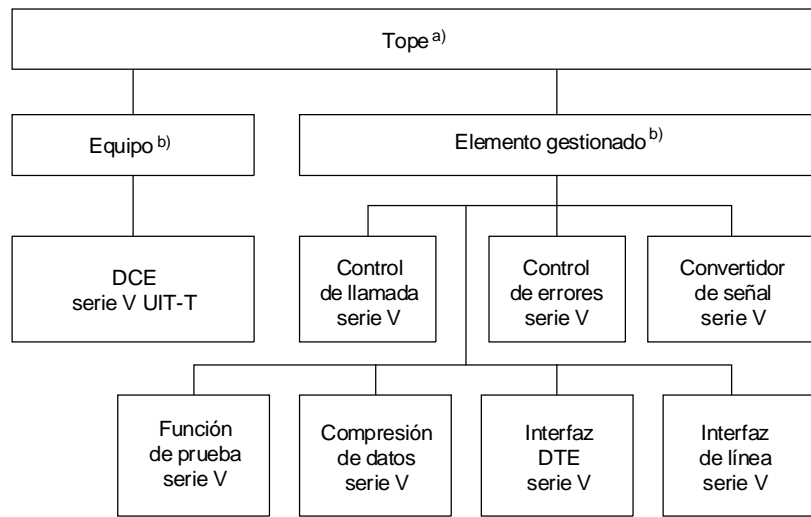 Tope a)
Equipo b)
Elemento gestionado b)
DCE
serie V UIT-T
Control
de llamada
serie V
Control
de errores
serie V
Convertidor
de señal
serie V
Función
de prueba
serie V
Compresión
de datos
serie V
Interfaz
DTE
serie V
Interfaz
de línea
serie V